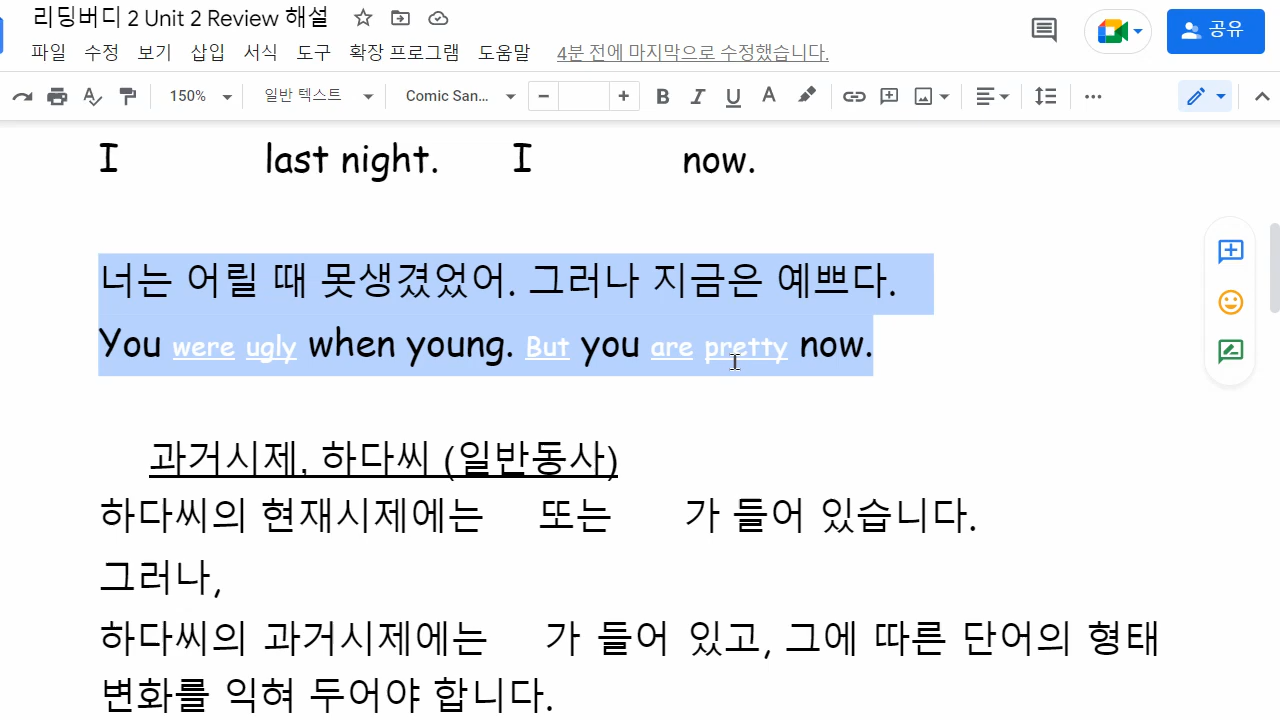 리딩버디 2 Unit 2 Review 해설
파일 수정 보기 삽입 서식 도구 확장 프로그램 도움말 4분 전에 마지막으로 수정했습니다.
공유
150% 일반 텍스트 Comic San... − + B I U A
I last night. I now.
너는 어릴 때 못생겼었어. 그러나 지금은 예쁘다.
You were ugly when young. But you are pretty now.
과거시제, 하다씨 (일반동사)
하다씨의 현재시제에는 또는 가 들어 있습니다.
그러나,
하다씨의 과거시제에는 가 들어 있고, 그에 따른 단어의 형태
변화를 익혀 두어야 합니다.